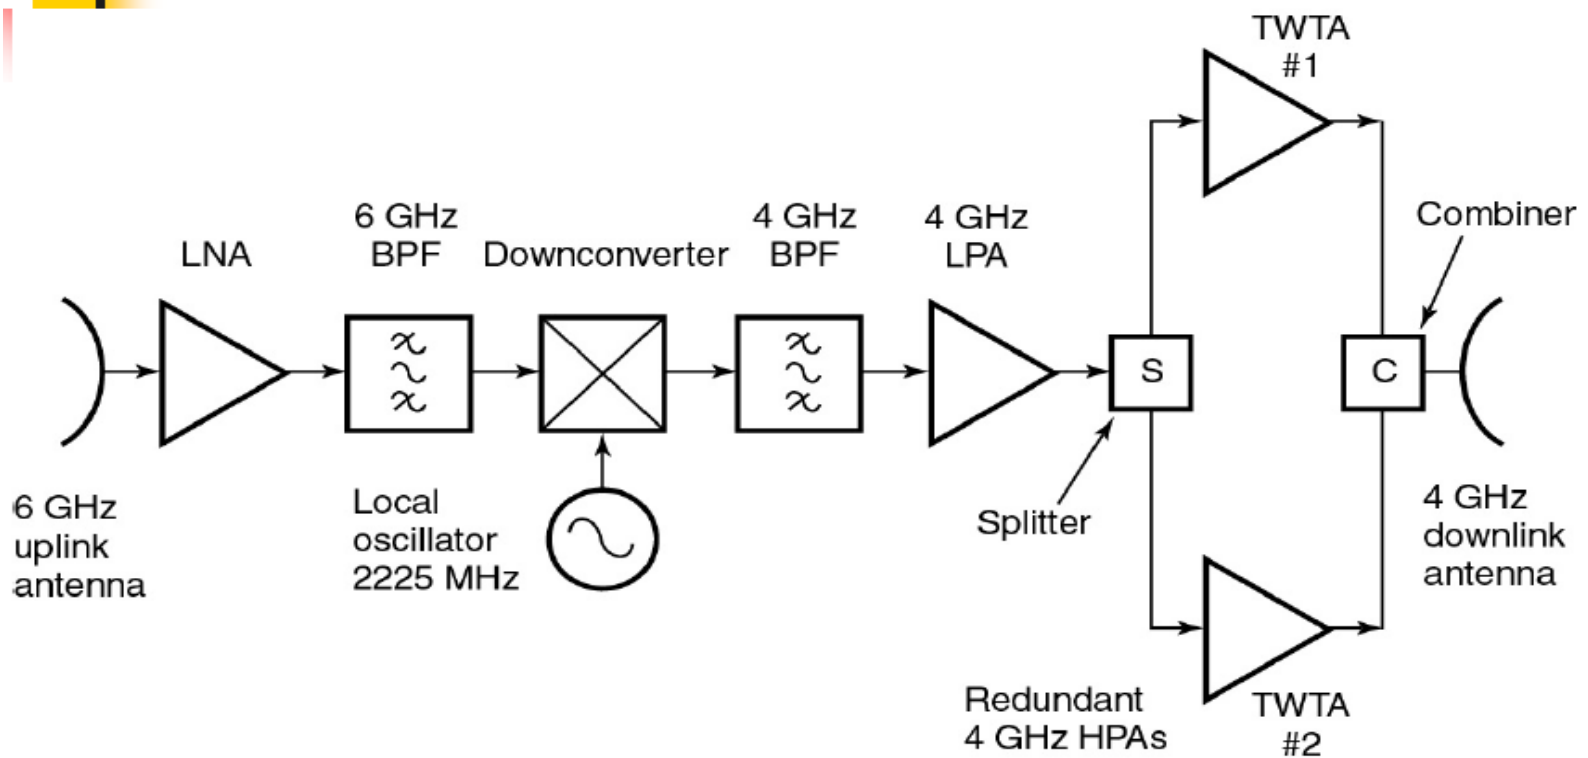 TWTA
#1
6 GHz
BPF
4 GHz
BPF
4 GHz
LPA
Combiner
LNA
Downconverter
S
C
6 GHz
uplink
antenna
Local
oscillator
2225 MHz
Splitter
4 GHz
downlink
antenna
Redundant
4 GHz HPAs
TWTA
#2